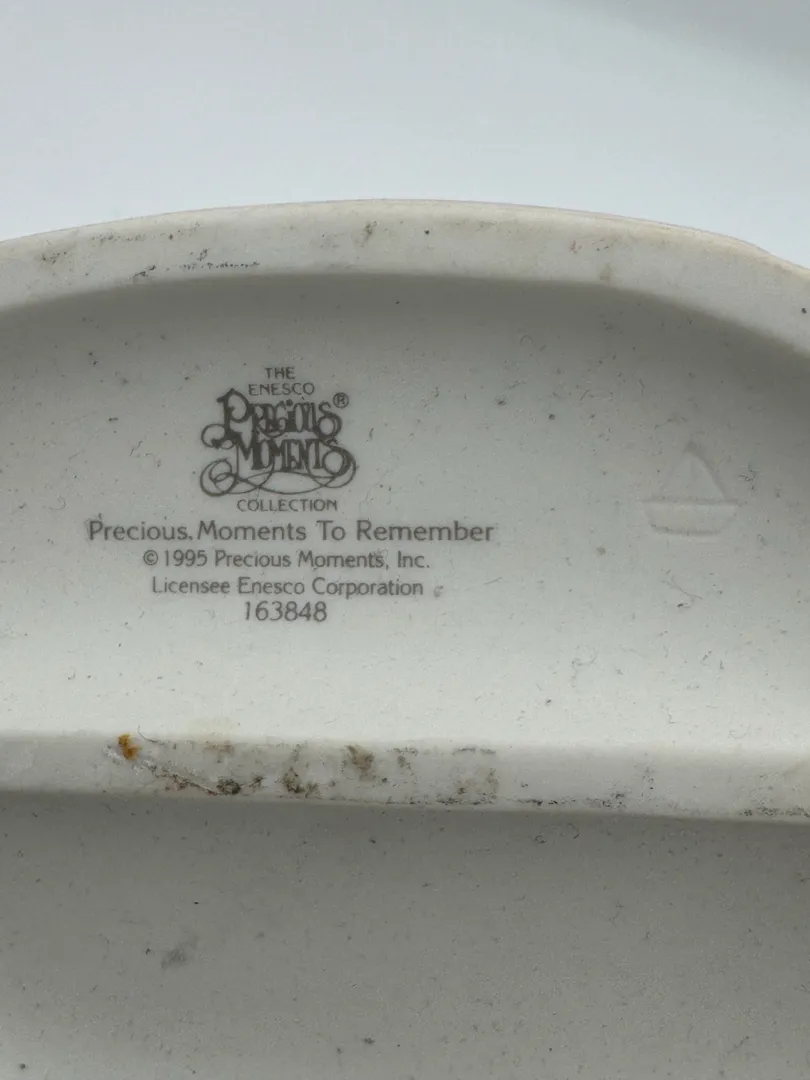 THE
ENESCO
PRECIOUS®
MOMENTS
COLLECTION
Precious Moments To Remember
© 1995 Precious Moments, Inc.
Licensee Enesco Corporation
163848